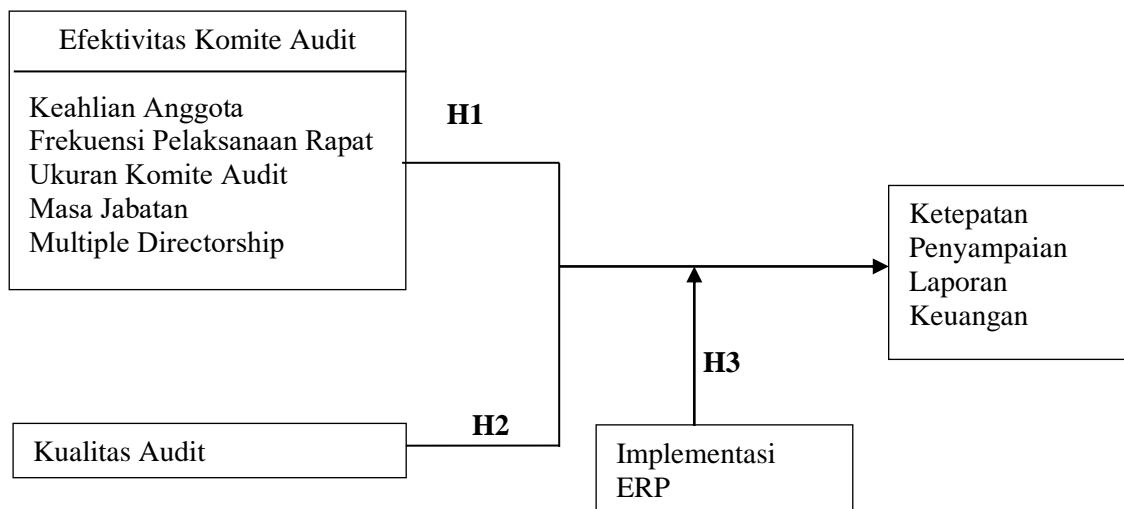 Efektivitas Komite Audit
Keahlian Anggota
Frekuensi Pelaksanaan Rapat
Ukuran Komite Audit
Masa Jabatan
Multiple Directorship
H1
Ketepatan
Penyampaian
Laporan
Keuangan
H3
H2
Kualitas Audit
Implementasi
ERP